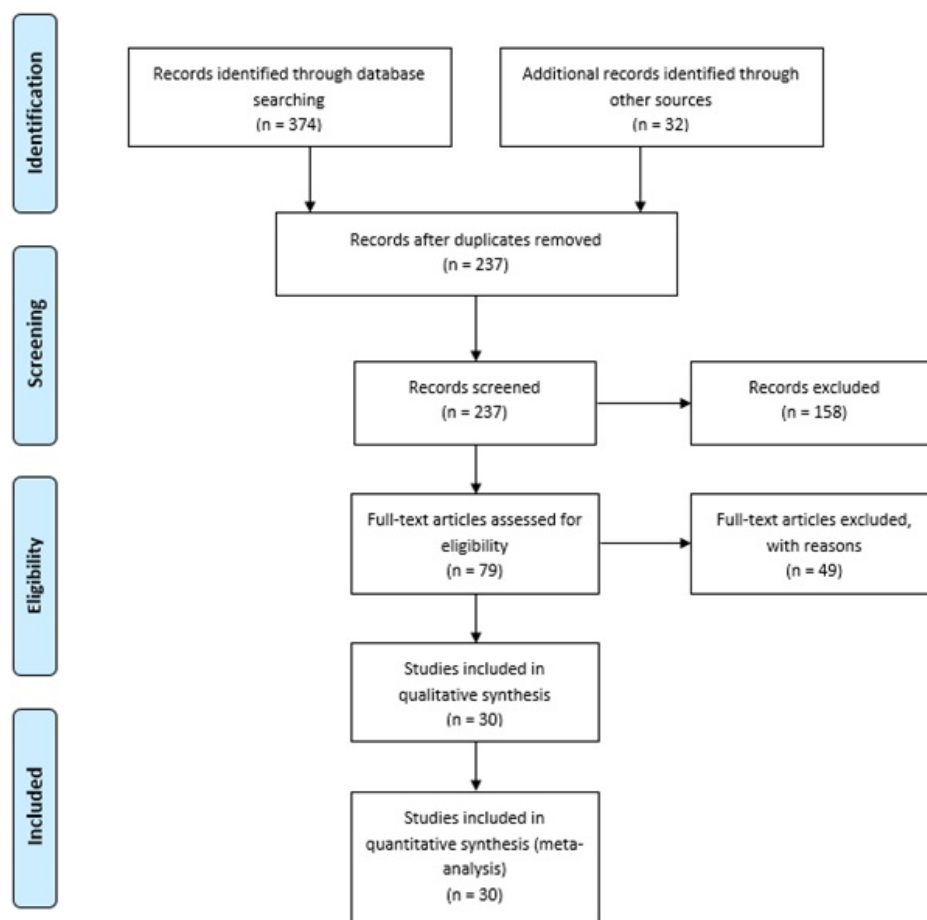 Identification
Records identified through database
searching
(n = 374)
Additional records identified through
other sources
(n = 32)
Records after duplicates removed
(n = 237)
Screening
Records screened
(n = 237)
Records excluded
(n = 158)
Eligibility
Full-text articles assessed for
eligibility
(n = 79)
Full-text articles excluded,
with reasons
(n = 49)
Studies included in
qualitative synthesis
(n = 30)
Included
Studies included in
quantitative synthesis (meta-
analysis)
(n = 30)